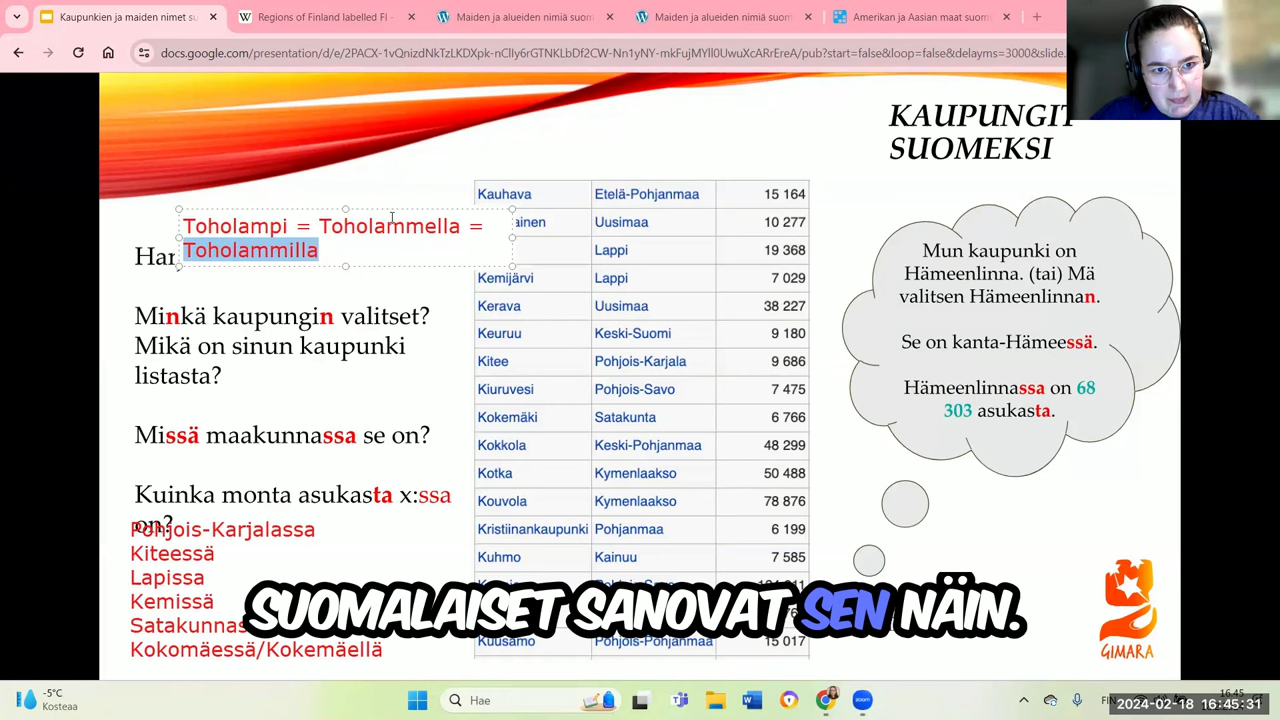 Kaupunkien ja maiden nimet su
Regions of Finland labelled FI -
Maiden ja alueiden nimiä suom
Maiden ja alueiden nimiä suom
Amerikan ja Aasian maat suom
docs.google.com/presentation/d/e/2PACX-1vQnizdNkTzLKDXpk-nCIly6rGTNKLbDf2CW-Nn1yNY-mkFujMYll0UwuXcARrEreA/pub?start=false&loop=false&delayms=3000&slide.
KAUPUNGIT
SUOMEKSI
Toholampi = Toholammella =
Toholammilla
Har
Minkä kaupungin valitset?
Mikä on sinun kaupunki
listasta?
Missä maakunnassa se on?
Kuinka monta asukasta x:ssa
on?
Pohjois-Karjalassa
Kiteessä
Lapissa
Kemissä
Satakunnas
Kokomäessä/Kokemäellä
Kauhava Etelä-Pohjanmaa 15 164
ainen Uusimaa 10 277
Lappi 19 368
Kemijärvi Lappi 7 029
Kerava Uusimaa 38 227
Keuruu Keski-Suomi 9 180
Kitee Pohjois-Karjala 9 686
Kiuruvesi Pohjois-Savo 7 475
Kokemäki Satakunta 6 766
Kokkola Keski-Pohjanmaa 48 299
Kotka Kymenlaakso 50 488
Kouvola Kymenlaakso 78 876
Kristiinankaupunki Pohjanmaa 6 199
Kuhmo Kainuu 7 585
Kuusamo Pohjois-Pohjanmaa 15 017
Mun kaupunki on
Hämeenlinna. (tai) Mä
valitsen Hämeenlinnan.
Se on kanta-Hämeessä.
Hämeenlinnassa on 68
303 asukasta.
SUOMALAISET SANOVAT SEN NÄIN.
GIMARA
-5°C
Kosteaa
Hae
FIN
16.45
2024-02-18 16:45:31